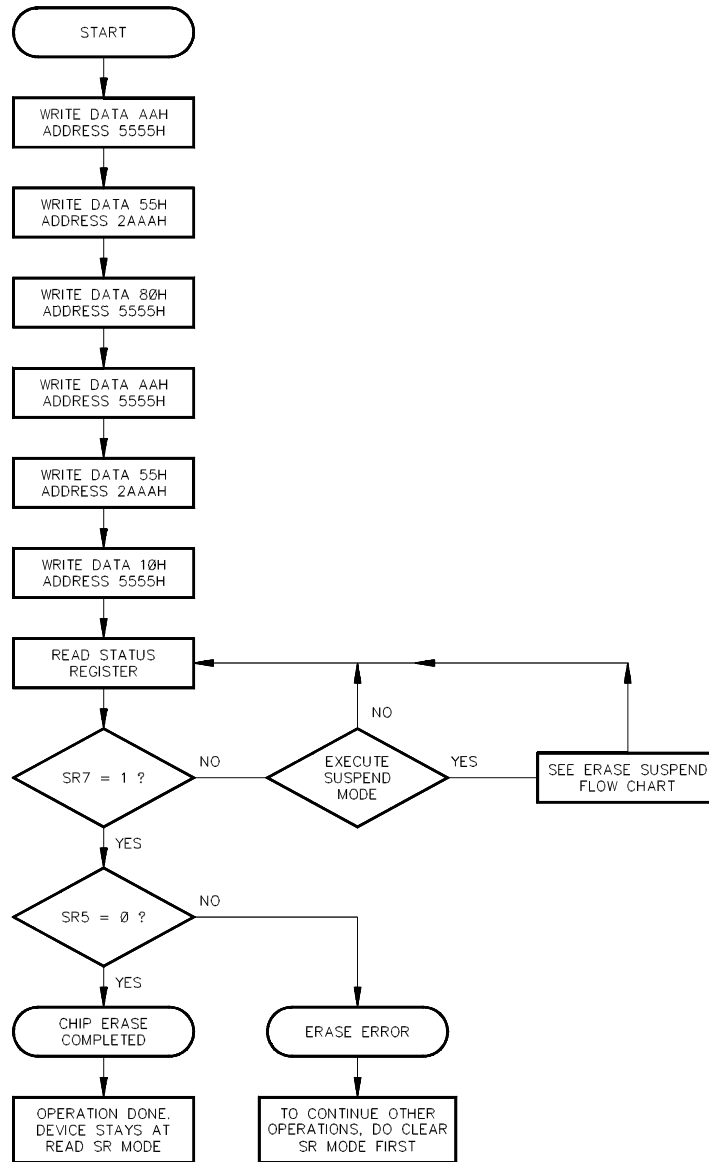 START
WRITE DATA AAH
ADDRESS 5555H
WRITE DATA 55H
ADDRESS 2AAAH
WRITE DATA 80H
ADDRESS 5555H
WRITE DATA AAH
ADDRESS 5555H
WRITE DATA 55H
ADDRESS 2AAAH
WRITE DATA 10H
ADDRESS 5555H
READ STATUS
REGISTER
NO
SR7 = 1 ?
NO
EXECUTE
SUSPEND
MODE
YES
SEE ERASE SUSPEND
FLOW CHART
YES
SR5 = 0 ?
NO
YES
CHIP ERASE
COMPLETED
ERASE ERROR
OPERATION DONE.
DEVICE STAYS AT
READ SR MODE
TO CONTINUE OTHER
OPERATIONS, DO CLEAR
SR MODE FIRST